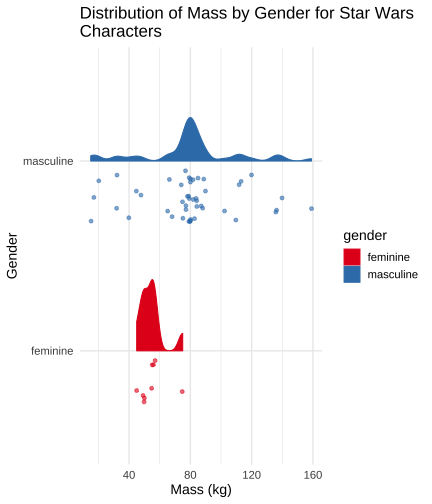 Distribution of Mass by Gender for Star Wars
Characters
masculine
feminine
Gender
40 80 120 160
Mass (kg)
gender
feminine
masculine